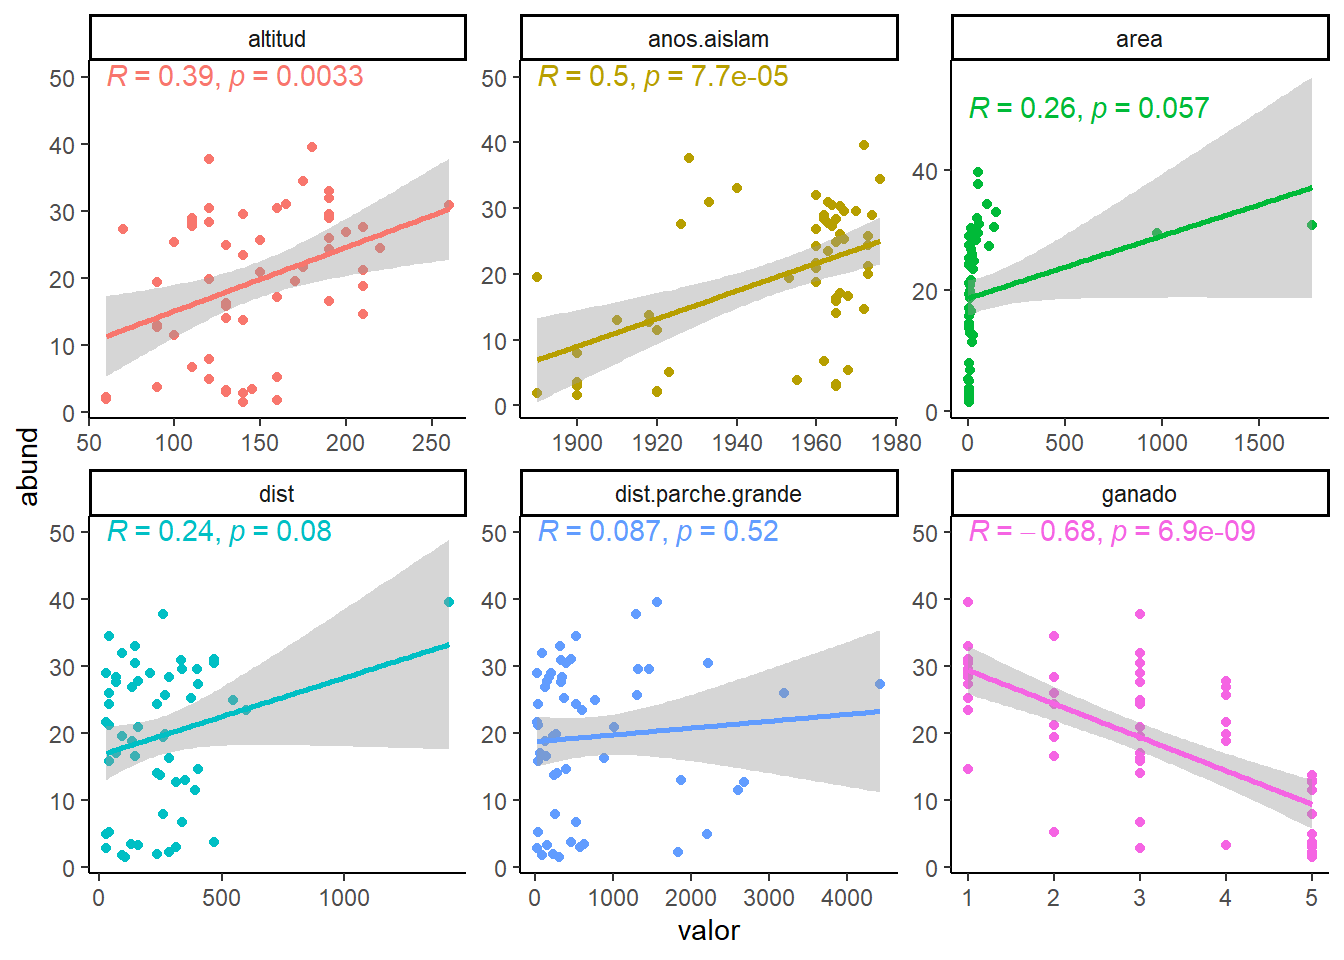 altitud
anos.aislam
area
R = 0.39, p = 0.0033
R = 0.5, p = 7.7e-05
R = 0.26, p = 0.057
50
40
30
20
10
0
50
40
30
20
10
0
40
20
0
50 100 150 200 250
1900 1920 1940 1960 1980
0 500 1000 1500
abund
dist
dist.parche.grande
ganado
R = 0.24, p = 0.08
R = 0.087, p = 0.52
R = −0.68, p = 6.9e-09
50
40
30
20
10
0
50
40
30
20
10
0
50
40
30
20
10
0
0 500 1000
0 1000 2000 3000 4000
1 2 3 4 5
valor